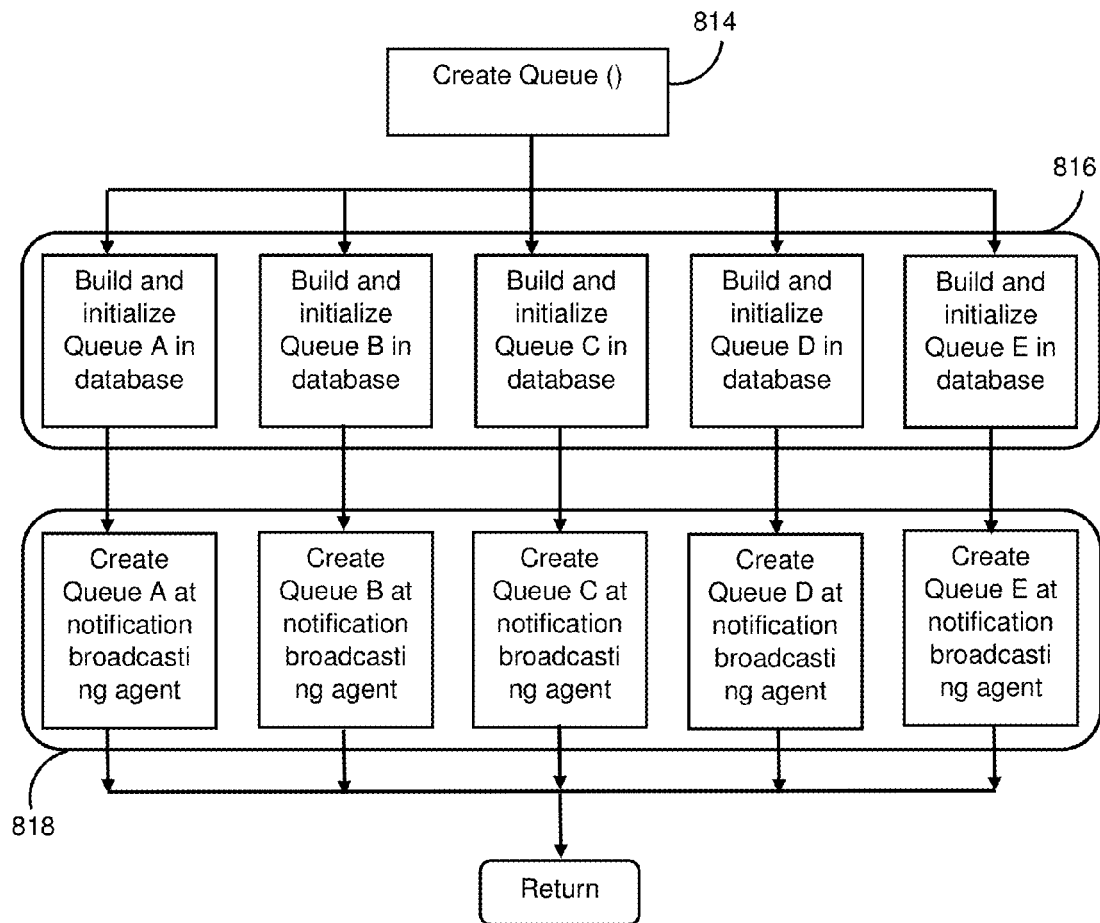 814
Create Queue ()
816
Build and
initialize
Queue A in
database
Build and
initialize
Queue B in
database
Build and
initialize
Queue C in
database
Build and
initialize
Queue D in
database
Build and
initialize
Queue E in
database
Create
Queue A at
notification
broadcasti
ng agent
Create
Queue B at
notification
broadcasti
ng agent
Create
Queue C at
notification
broadcasti
ng agent
Create
Queue D at
notification
broadcasti
ng agent
Create
Queue E at
notification
broadcasti
ng agent
818
Return